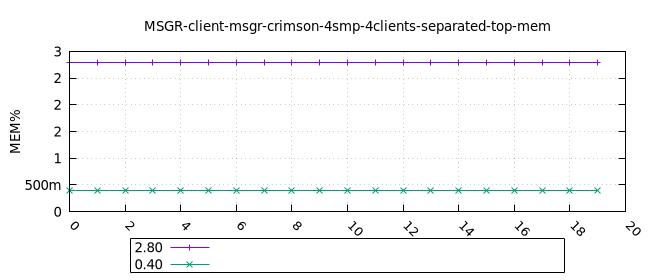 MSGR-client-msgr-crimson-4smp-4clients-separated-top-mem
3
2
2
2
1
500m
0
MEM%
0 2 4 6 8 10 12 14 16 18 20
2.80
0.40